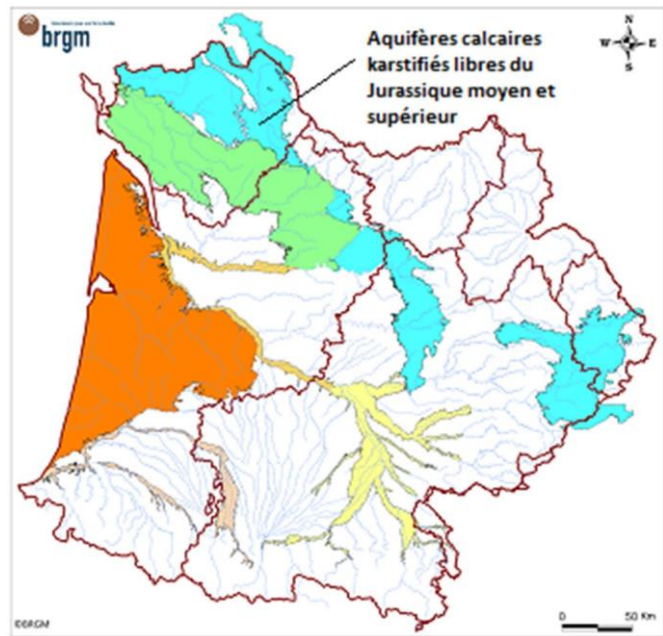 brgm
Aquifères calcaires
karstifiés libres du
Jurassique moyen et
supérieur
N
W E
S
©BRGM
0 50 Km